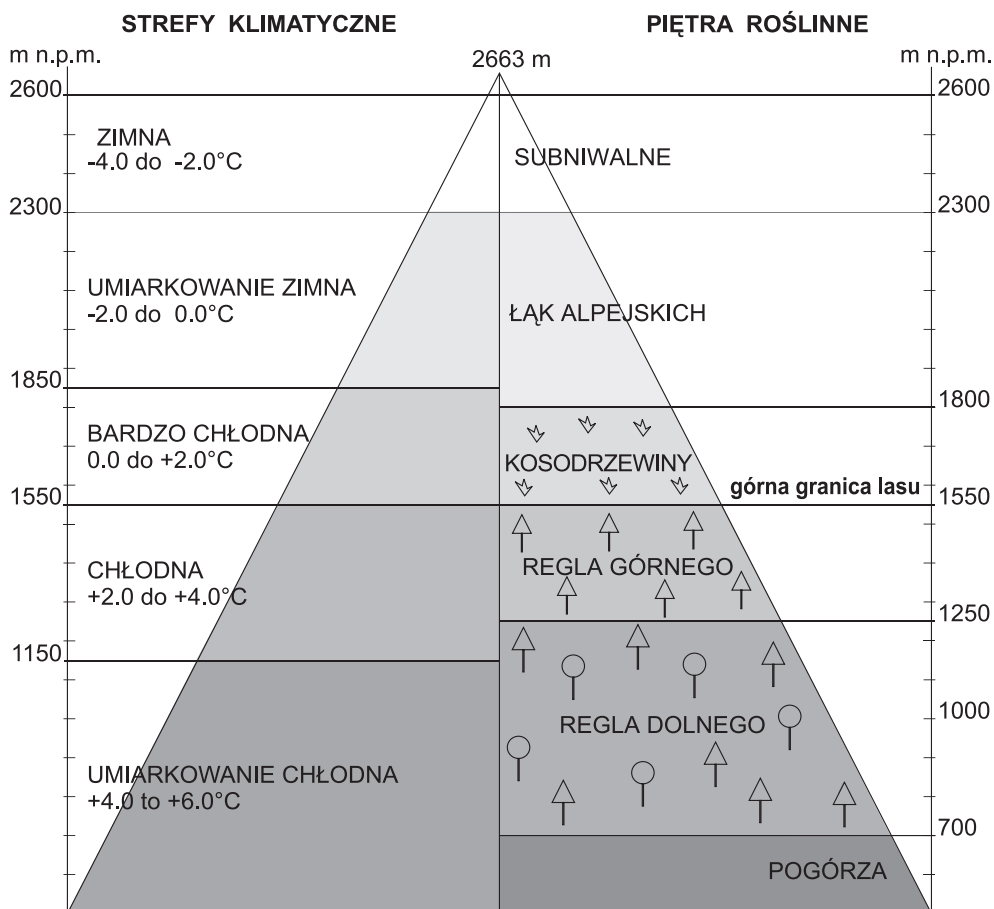 STREFY KLIMATYCZNE
PIĘTRA ROŚLINNE
m n.p.m.
2663 m
m n.p.m.
2600
2600
ZIMNA
-4.0 do -2.0°C
SUBNIWALNE
2300
2300
UMIARKOWANIE ZIMNA
-2.0 do 0.0°C
ŁĄK ALPEJSKICH
1850
1800
BARDZO CHŁODNA
0.0 do +2.0°C
KOSODRZEWINY
górna granica lasu
1550
1550
CHŁODNA
+2.0 do +4.0°C
REGLA GÓRNEGO
1250
1150
REGLA DOLNEGO
1000
UMIARKOWANIE CHŁODNA
+4.0 to +6.0°C
700
POGÓRZA